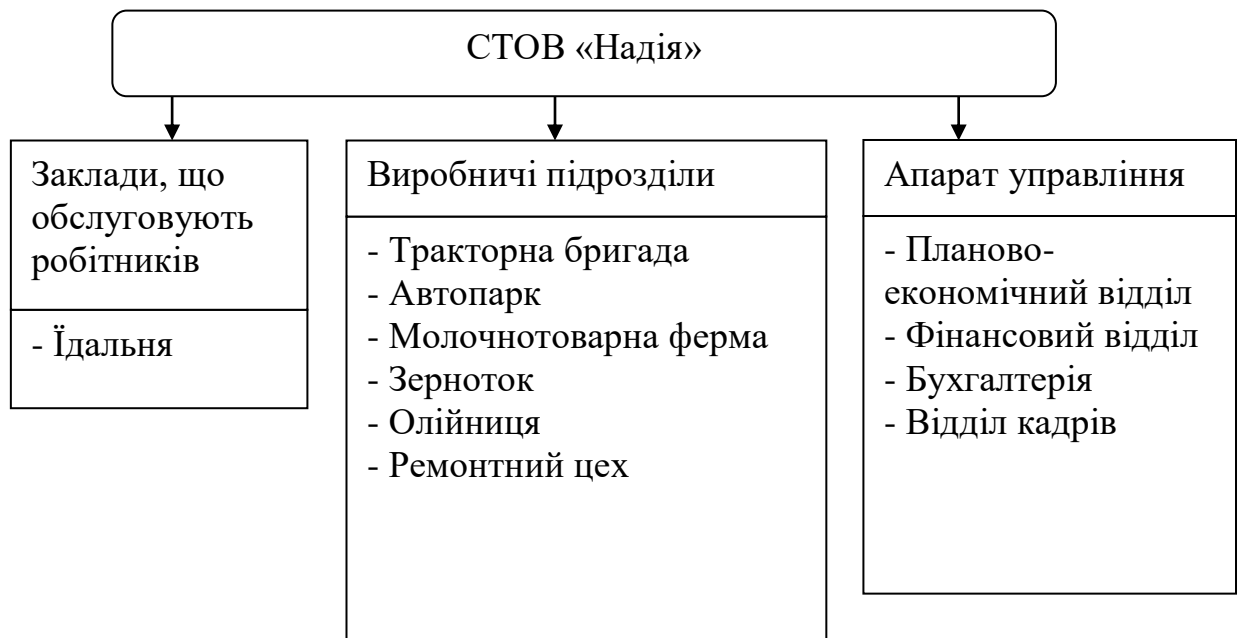 СТОВ «Надія»
Заклади, що
обслуговують
робітників
- Їдальня
Виробничі підрозділи
- Тракторна бригада
- Автопарк
- Молочнотоварна ферма
- Зерноток
- Олійниця
- Ремонтний цех
Апарат управління
- Планово-
економічний відділ
- Фінансовий відділ
- Бухгалтерія
- Відділ кадрів